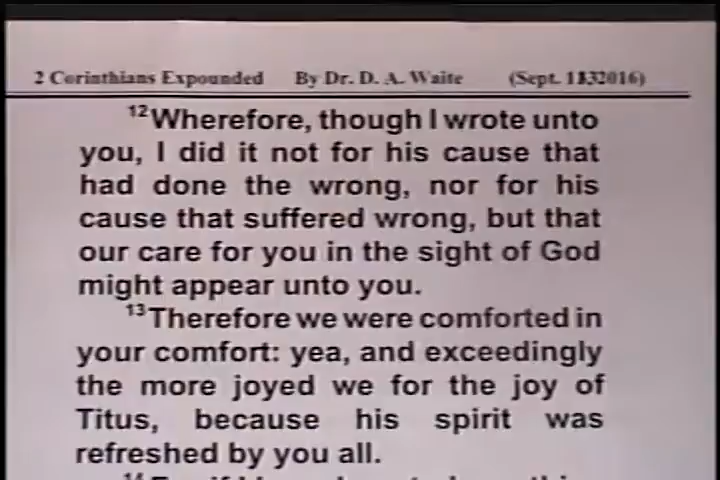 2 Corinthians Expounded By Dr. D. A. Waite (Sept. 2016)
12Wherefore, though I wrote unto
you, I did it not for his cause that
had done the wrong, nor for his
cause that suffered wrong, but that
our care for you in the sight of God
might appear unto you.
13Therefore we were comforted in
your comfort: yea, and exceedingly
the more joyed we for the joy of
Titus, because his spirit was
refreshed by you all.